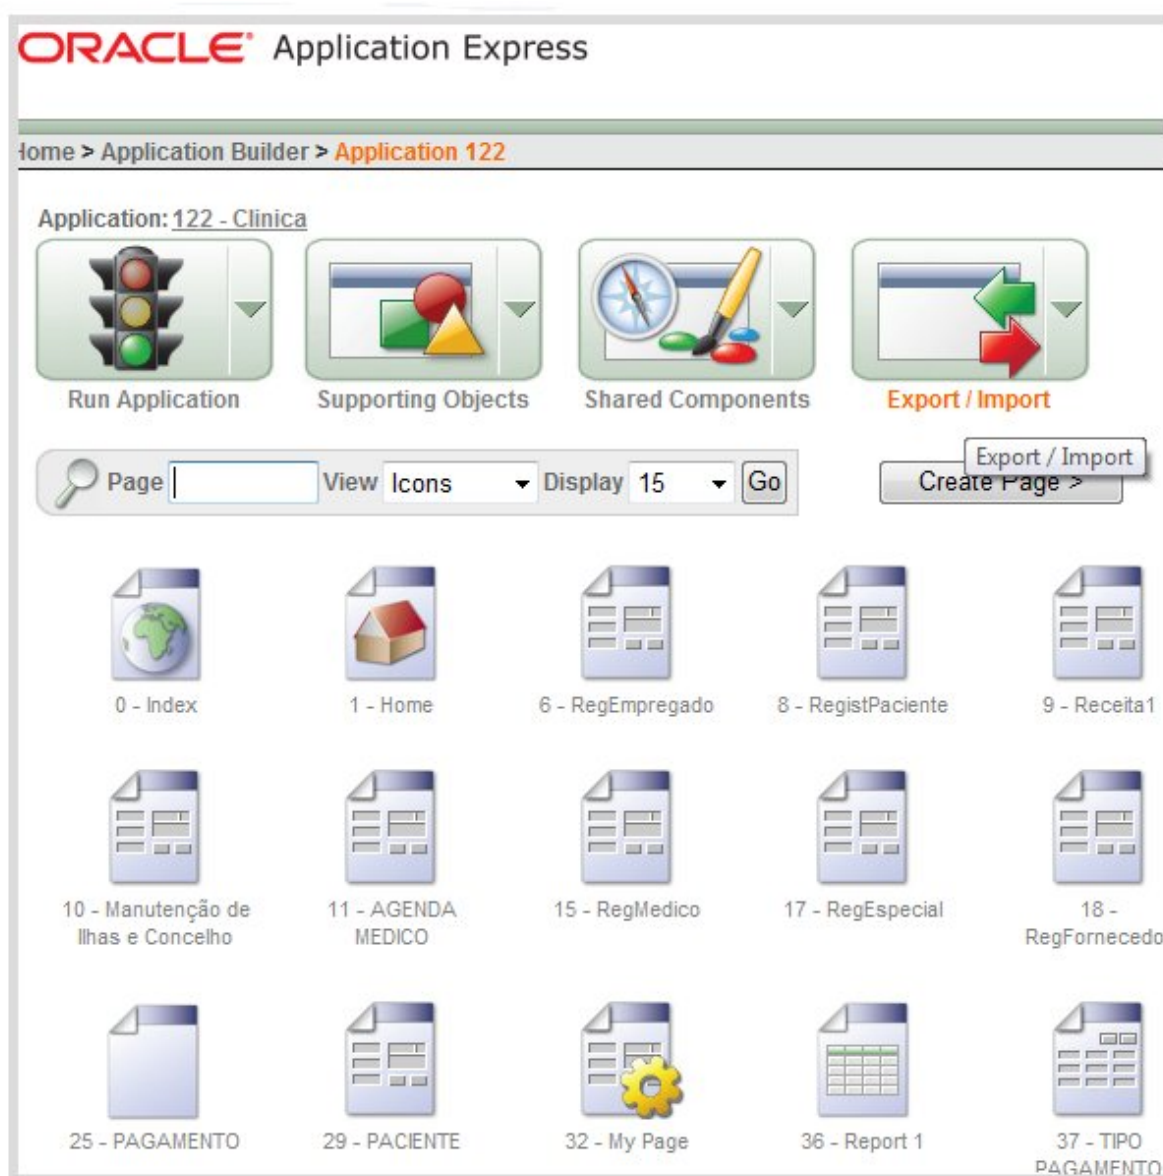 ORACLE Application Express
Home > Application Builder > Application 122
Application: 122 - Clinica
Run Application
Supporting Objects
Shared Components
Export / Import
Export / Import
Page
View Icons
Display 15
Go
Create Page >
0 - Index
1 - Home
6 - RegEmpregado
8 - RegistPaciente
9 - Receita1
10 - Manutenção de
Ilhas e Concelho
11 - AGENDA
MEDICO
15 - RegMedico
17 - RegEspecial
18 -
RegFornecedo
25 - PAGAMENTO
29 - PACIENTE
32 - My Page
36 - Report 1
37 - TIPO
PAGAMENTO